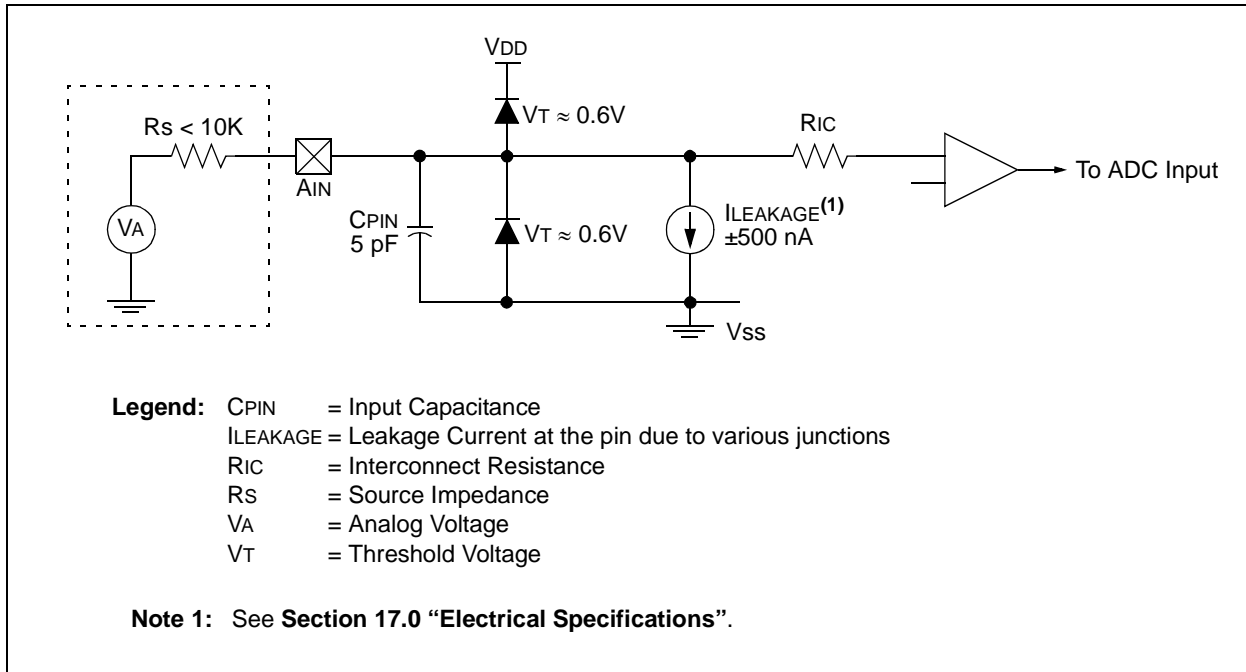 VDD
VT ≈ 0.6V
Rs < 10K
RIC
To ADC Input
AIN
VA
CPIN
5 pF
VT ≈ 0.6V
ILEAKAGE(1)
±500 nA
Vss
Legend: CPIN = Input Capacitance
ILEAKAGE = Leakage Current at the pin due to various junctions
RIC = Interconnect Resistance
RS = Source Impedance
VA = Analog Voltage
VT = Threshold Voltage
Note 1: See Section 17.0 “Electrical Specifications”.